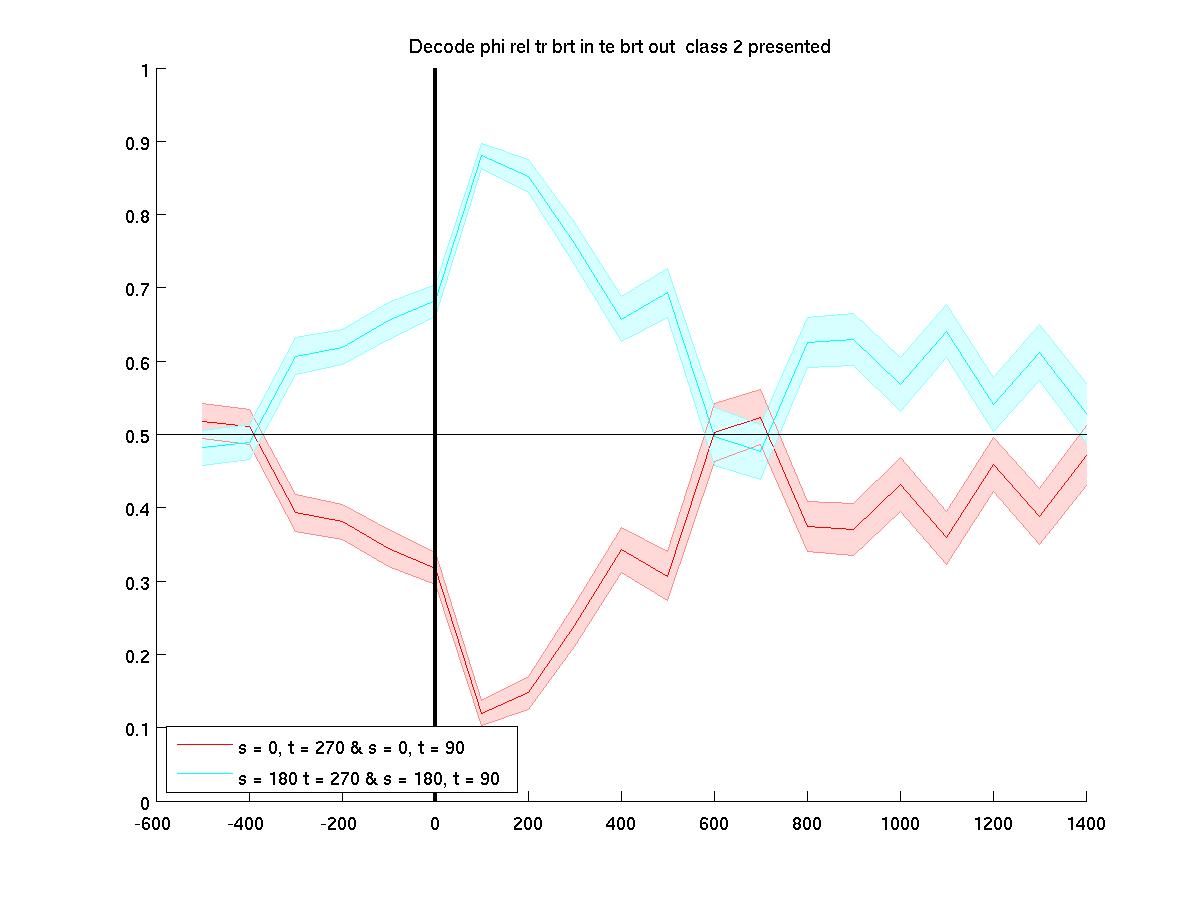 Decode phi rel tr brt in te brt out  class 2 presented
1
0.9
0.8
0.7
0.6
0.5
0.4
0.3
0.2
0.1
0
s = 0, t = 270 & s = 0, t = 90
s = 180 t = 270 & s = 180, t = 90
-600 -400 -200 0 200 400 600 800 1000 1200 1400